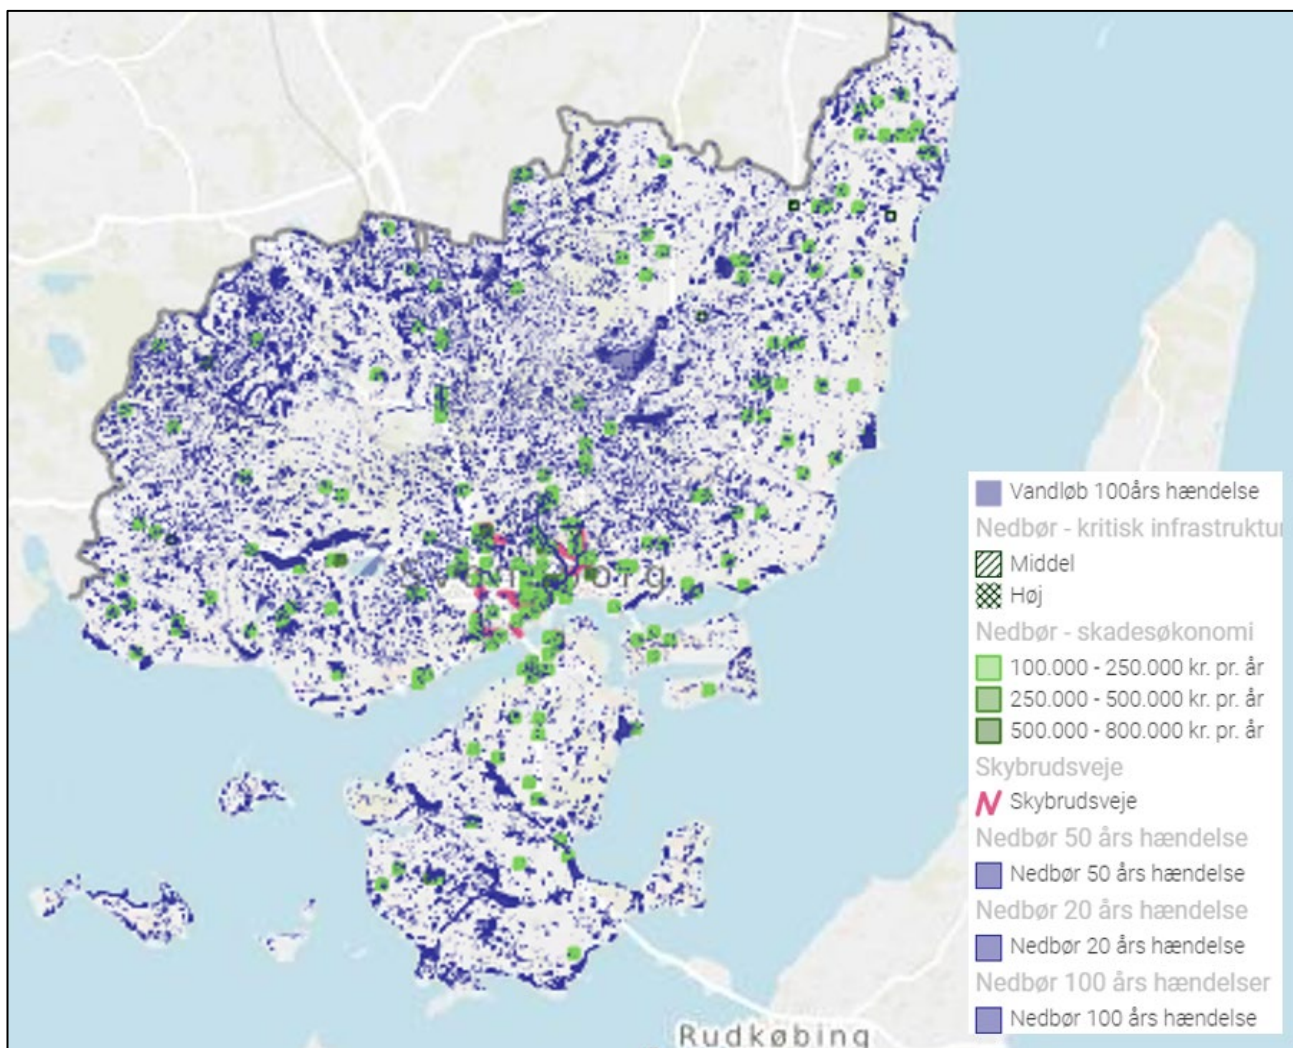 Svendborg
Vandløb 100års hændelse
Nedbør - kritisk infrastruktur
Middel
Høj
Nedbør - skadesøkonomi
100.000 - 250.000 kr. pr. år
250.000 - 500.000 kr. pr. år
500.000 - 800.000 kr. pr. år
Skybrudsveje
Skybrudsveje
Nedbør 50 års hændelse
Nedbør 50 års hændelse
Nedbør 20 års hændelse
Nedbør 20 års hændelse
Nedbør 100 års hændelser
Nedbør 100 års hændelse
Rudkøbing